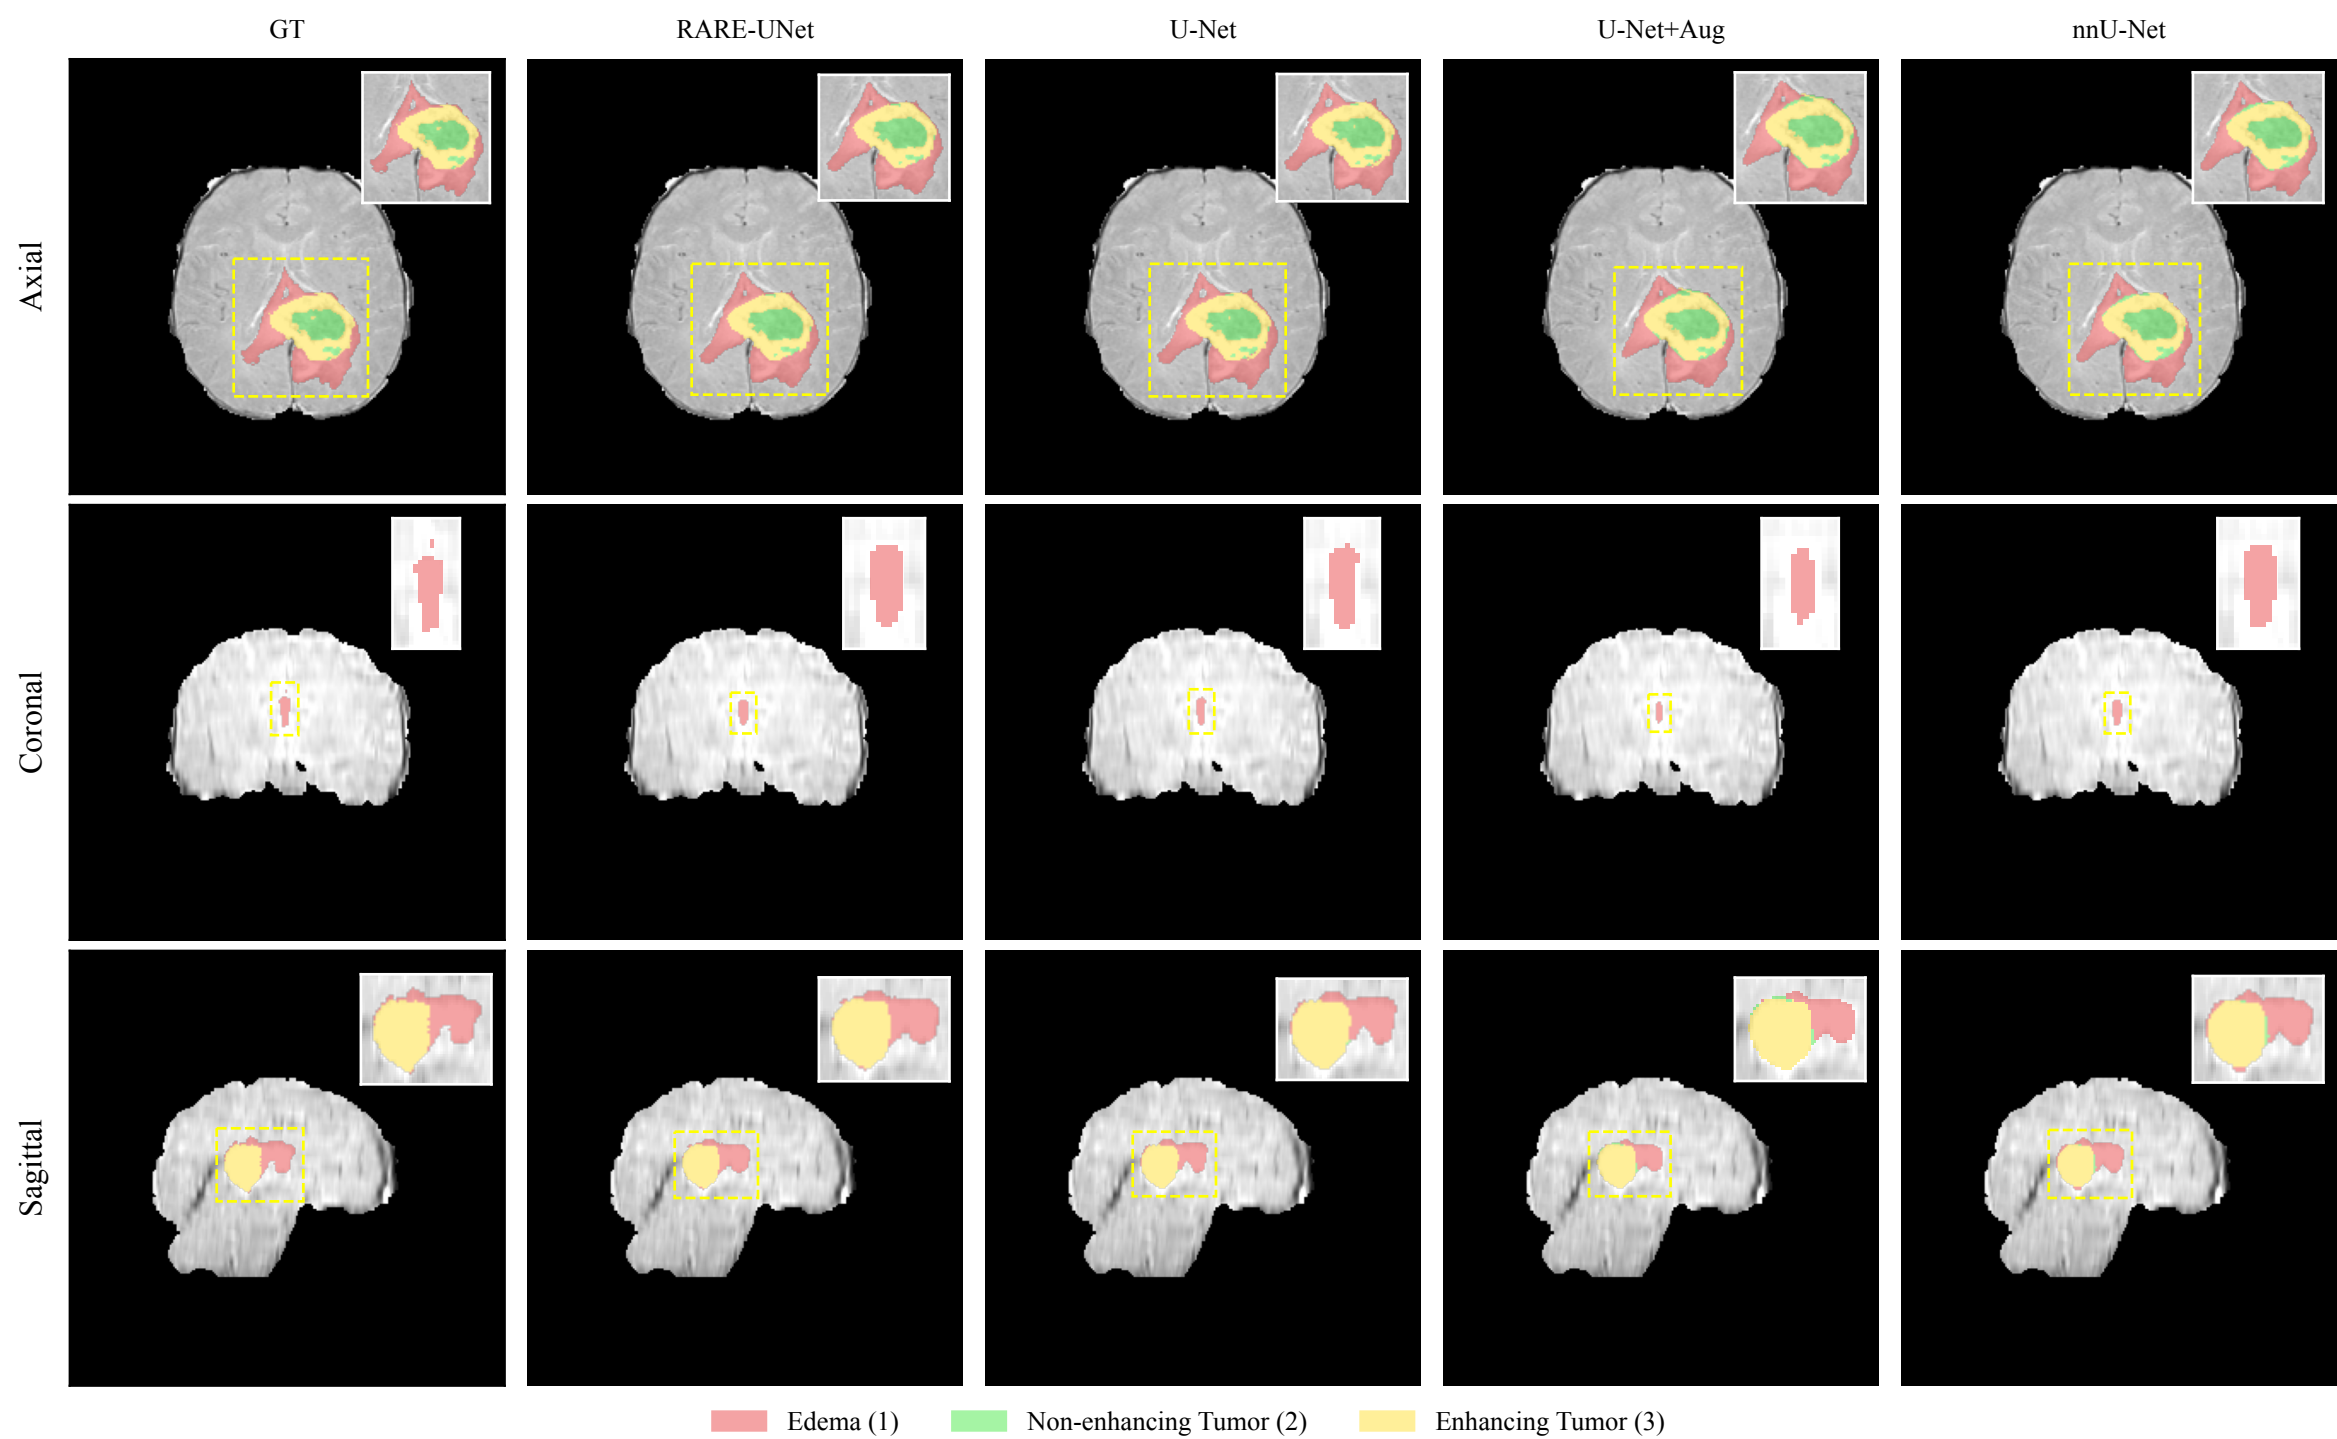 GT RARE-UNet U-Net U-Net+Aug nnU-Net
Axial
Coronal
Sagittal
Edema (1) Non-enhancing Tumor (2) Enhancing Tumor (3)